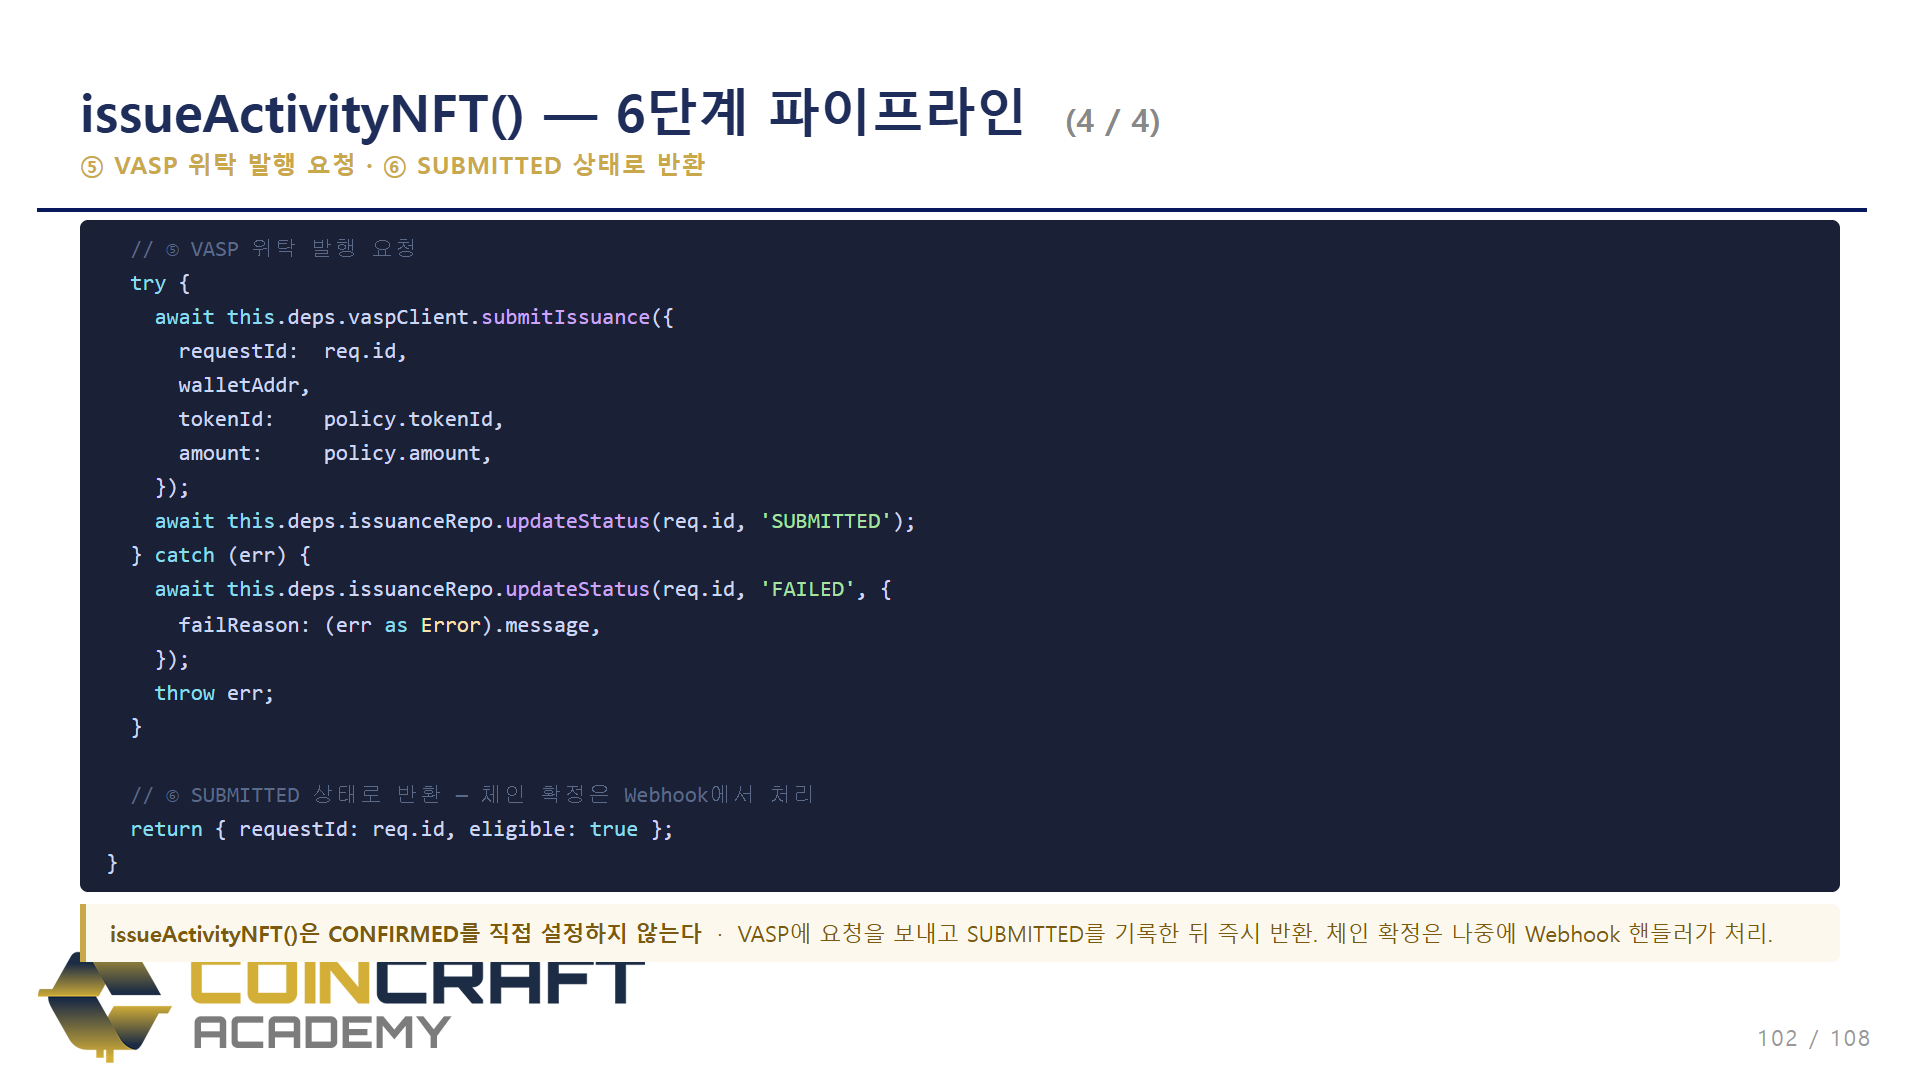 issueActivityNFT() — 6단계 파이프라인 (4 / 4)
⑤ VASP 위탁 발행 요청 · ⑥ SUBMITTED 상태로 반환
// ⑤ VASP 위탁 발행 요청
try {
await this.deps.vaspClient.submitIssuance({
requestId: req.id,
walletAddr,
tokenId: policy.tokenId,
amount: policy.amount,
});
await this.deps.issuanceRepo.updateStatus(req.id, 'SUBMITTED');
} catch (err) {
await this.deps.issuanceRepo.updateStatus(req.id, 'FAILED', {
failReason: (err as Error).message,
});
throw err;
}
// ⑥ SUBMITTED 상태로 반환 — 체인 확정은 Webhook에서 처리
return { requestId: req.id, eligible: true };
}
issueActivityNFT()은 CONFIRMED를 직접 설정하지 않는다 · VASP에 요청을 보내고 SUBMITTED를 기록한 뒤 즉시 반환. 체인 확정은 나중에 Webhook 핸들러가 처리.
COINCRAFT
ACADEMY
102 / 108